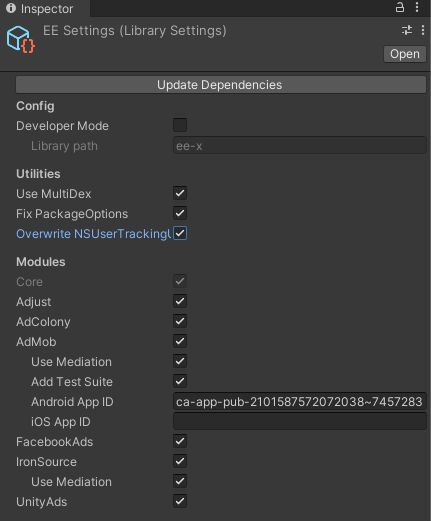 Inspector
EE Settings (Library Settings)
Open
Update Dependencies
Config
Developer Mode
Library path ee-x
Utilities
Use MultiDex
Fix PackageOptions
Overwrite NSUserTrackingU
Modules
Core
Adjust
AdColony
AdMob
Use Mediation
Add Test Suite
Android App ID ca-app-pub-2101587572072038~7457283
iOS App ID
FacebookAds
IronSource
Use Mediation
UnityAds